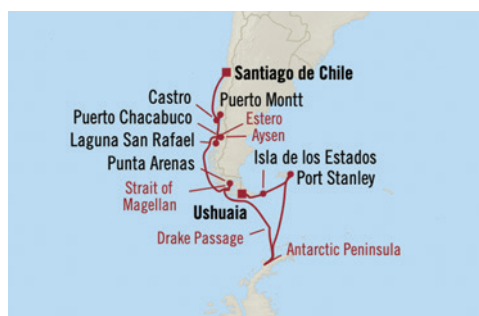 Santiago de Chile
Castro
Puerto Montt
Puerto Chacabuco
Estero
Aysen
Laguna San Rafael
Isla de los Estados
Punta Arenas
Port Stanley
Strait of
Magellan
Ushuaia
Drake Passage
Antarctic Peninsula